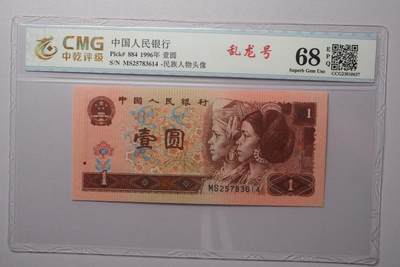 CMG
中乾评级
中国人民银行
Pick# 884 1996年 壹圆
S/N MS25783614 -民族人物头像
乱龙号
68
EPQ
Superb Gem Unc
中国人民银行
壹圆
1
1
1
MS25783614